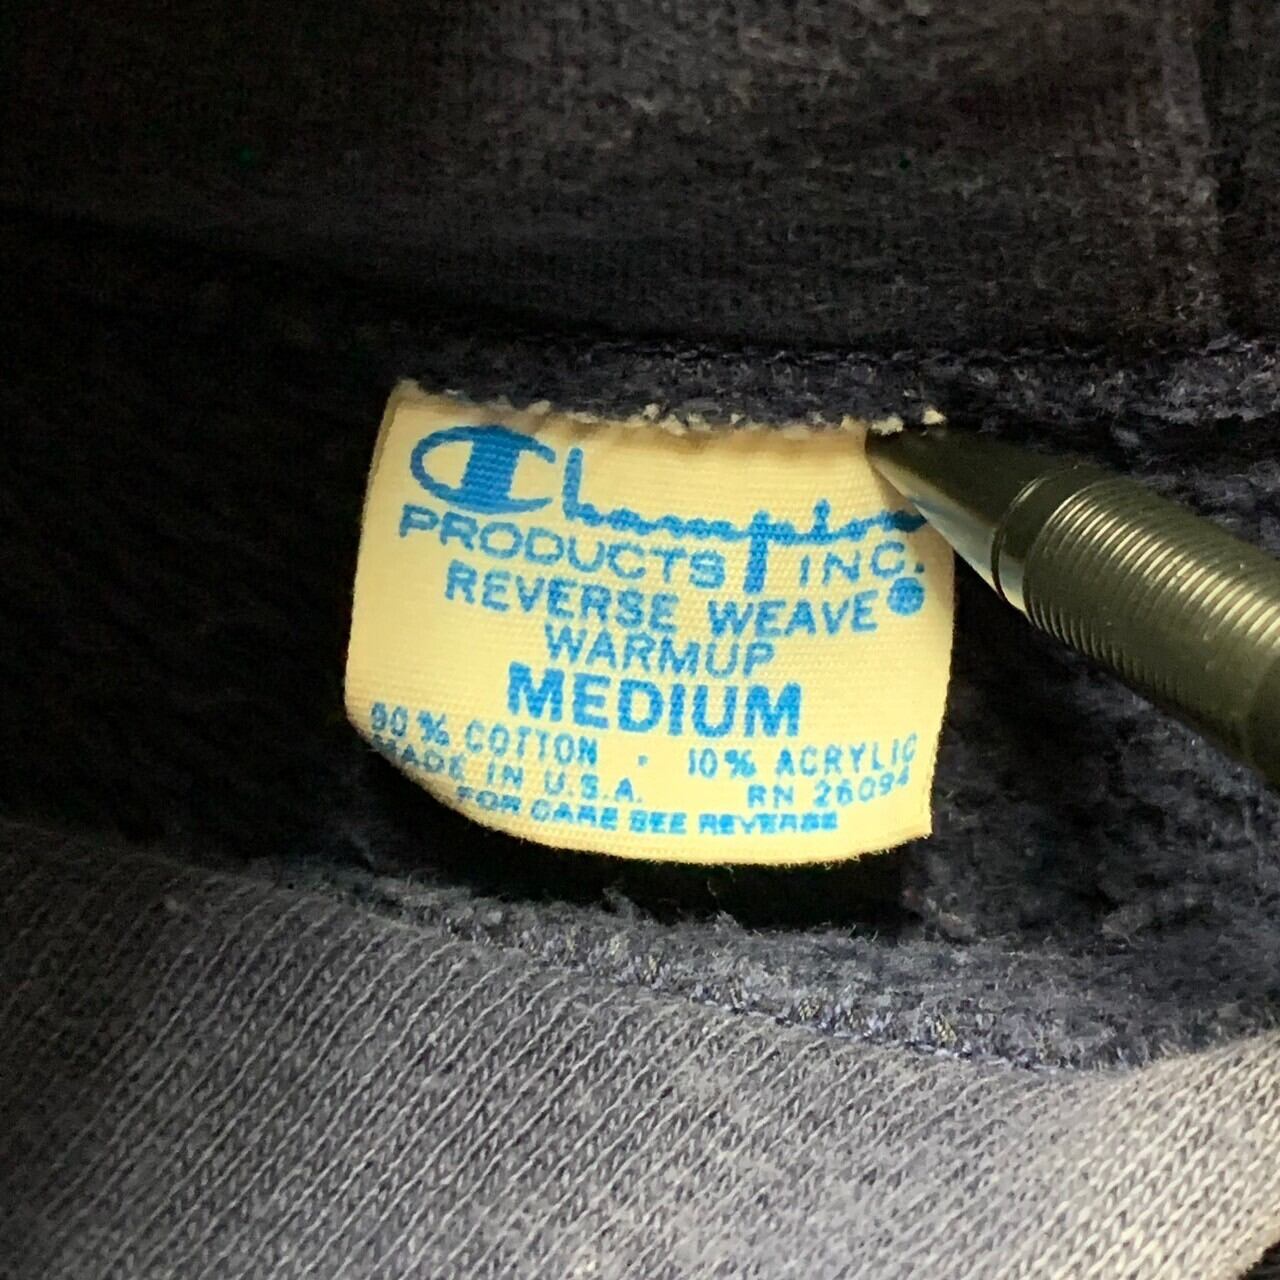 Champion
PRODUCTS INC.
REVERSE WEAVE®
WARMUP
MEDIUM
90% COTTON · 10% ACRYLIC
MADE IN U.S.A. RN 26094
FOR CARE SEE REVERSE